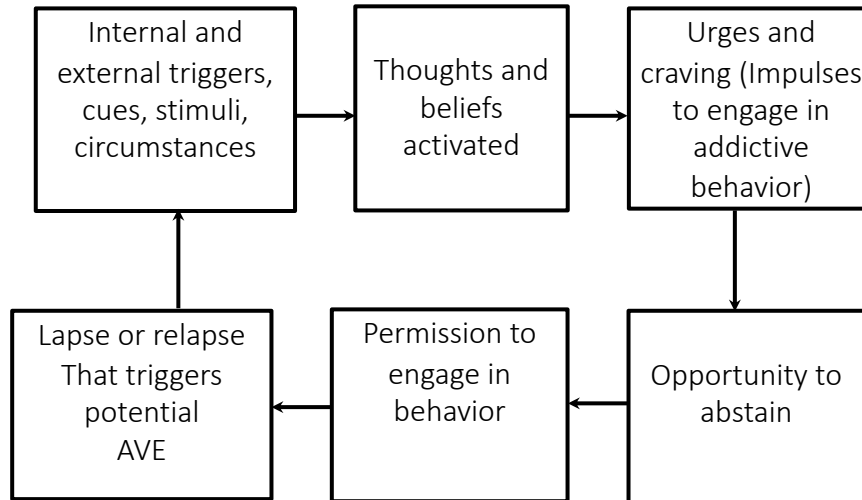 Internal and
external triggers,
cues, stimuli,
circumstances
Thoughts and
beliefs
activated
Urges and
craving (Impulses
to engage in
addictive
behavior)
Lapse or relapse
That triggers
potential
AVE
Permission to
engage in
behavior
Opportunity to
abstain